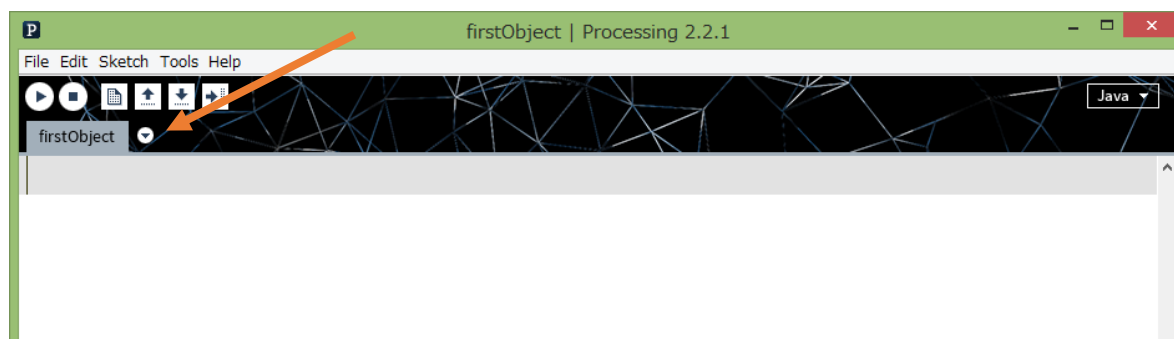 P
firstObject | Processing 2.2.1
File Edit Sketch Tools Help
Java
firstObject